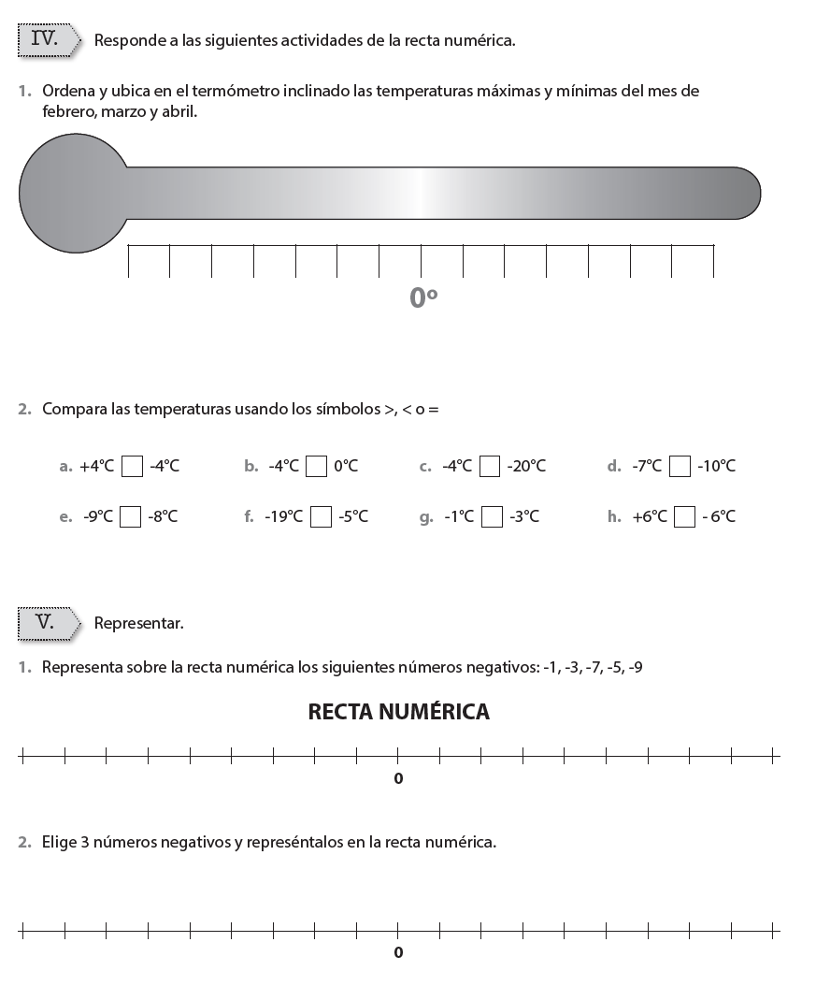 IV. Responde a las siguientes actividades de la recta numérica.
1. Ordena y ubica en el termómetro inclinado las temperaturas máximas y mínimas del mes de
febrero, marzo y abril.
0º
2. Compara las temperaturas usando los símbolos >, < o =
a. +4°C -4°C b. -4°C 0°C c. -4°C -20°C d. -7°C -10°C
e. -9°C -8°C f. -19°C -5°C g. -1°C -3°C h. +6°C - 6°C
V. Representar.
1. Representa sobre la recta numérica los siguientes números negativos: -1, -3, -7, -5, -9
RECTA NUMÉRICA
0
2. Elige 3 números negativos y represéntalos en la recta numérica.
0